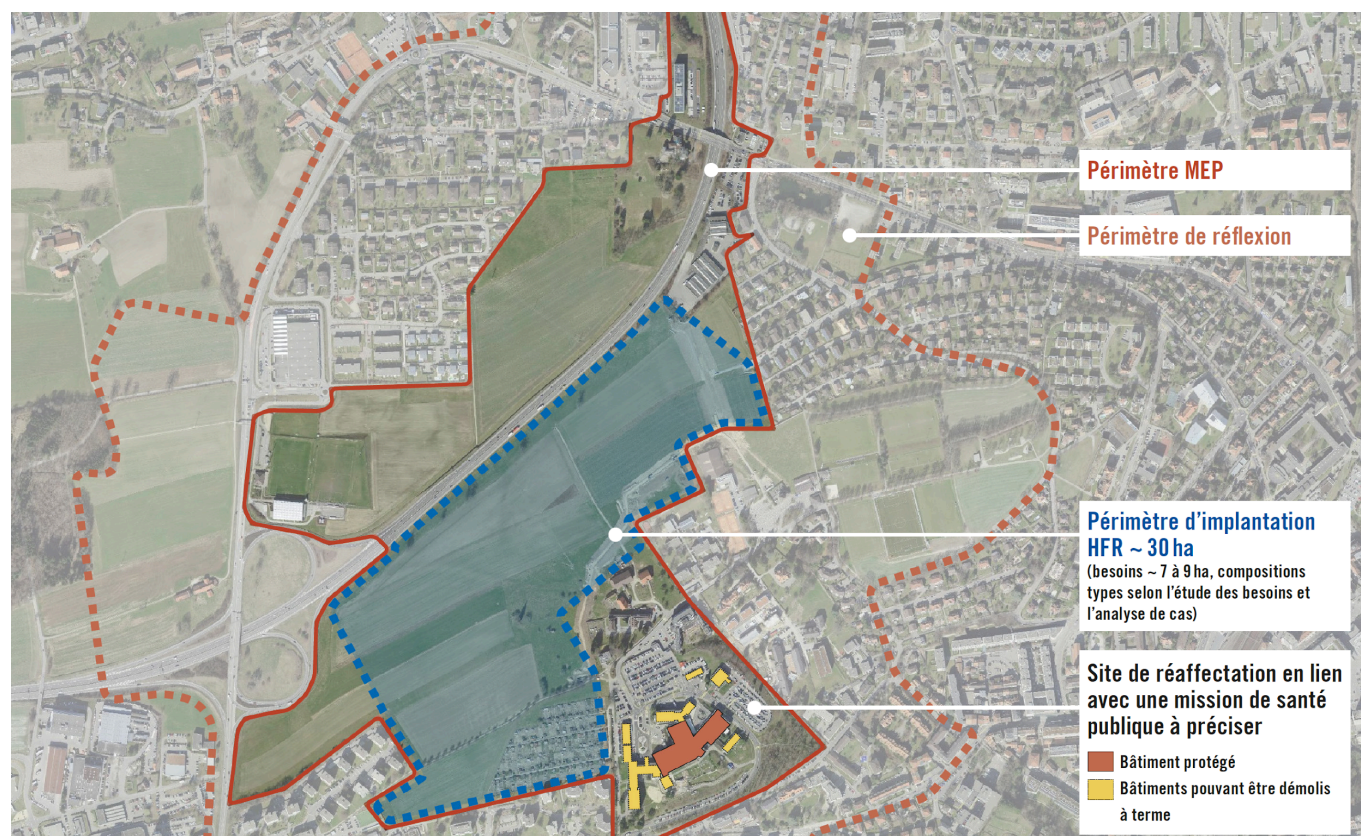 Périmètre MEP
Périmètre de réflexion
Périmètre d’implantation
HFR ~ 30 ha
(besoins ~ 7 à 9 ha, compositions
types selon l’étude des besoins et
l’analyse de cas)
Site de réaffectation en lien
avec une mission de santé
publique à préciser
Bâtiment protégé
Bâtiments pouvant être démolis
à terme